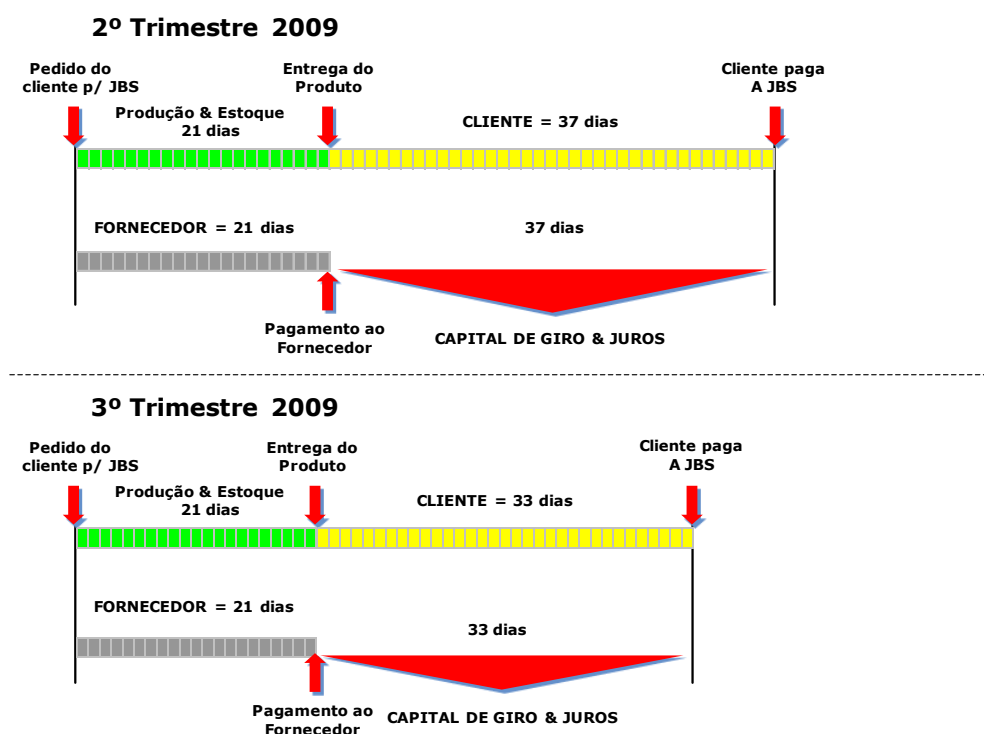 2º Trimestre 2009
Pedido do
cliente p/ JBS
Entrega do
Produto
Cliente paga
A JBS
Produção & Estoque
21 dias
CLIENTE = 37 dias
FORNECEDOR = 21 dias
37 dias
Pagamento ao
Fornecedor
CAPITAL DE GIRO & JUROS
3º Trimestre 2009
Pedido do
cliente p/ JBS
Entrega do
Produto
Cliente paga
A JBS
Produção & Estoque
21 dias
CLIENTE = 33 dias
FORNECEDOR = 21 dias
33 dias
Pagamento ao
Fornecedor
CAPITAL DE GIRO & JUROS